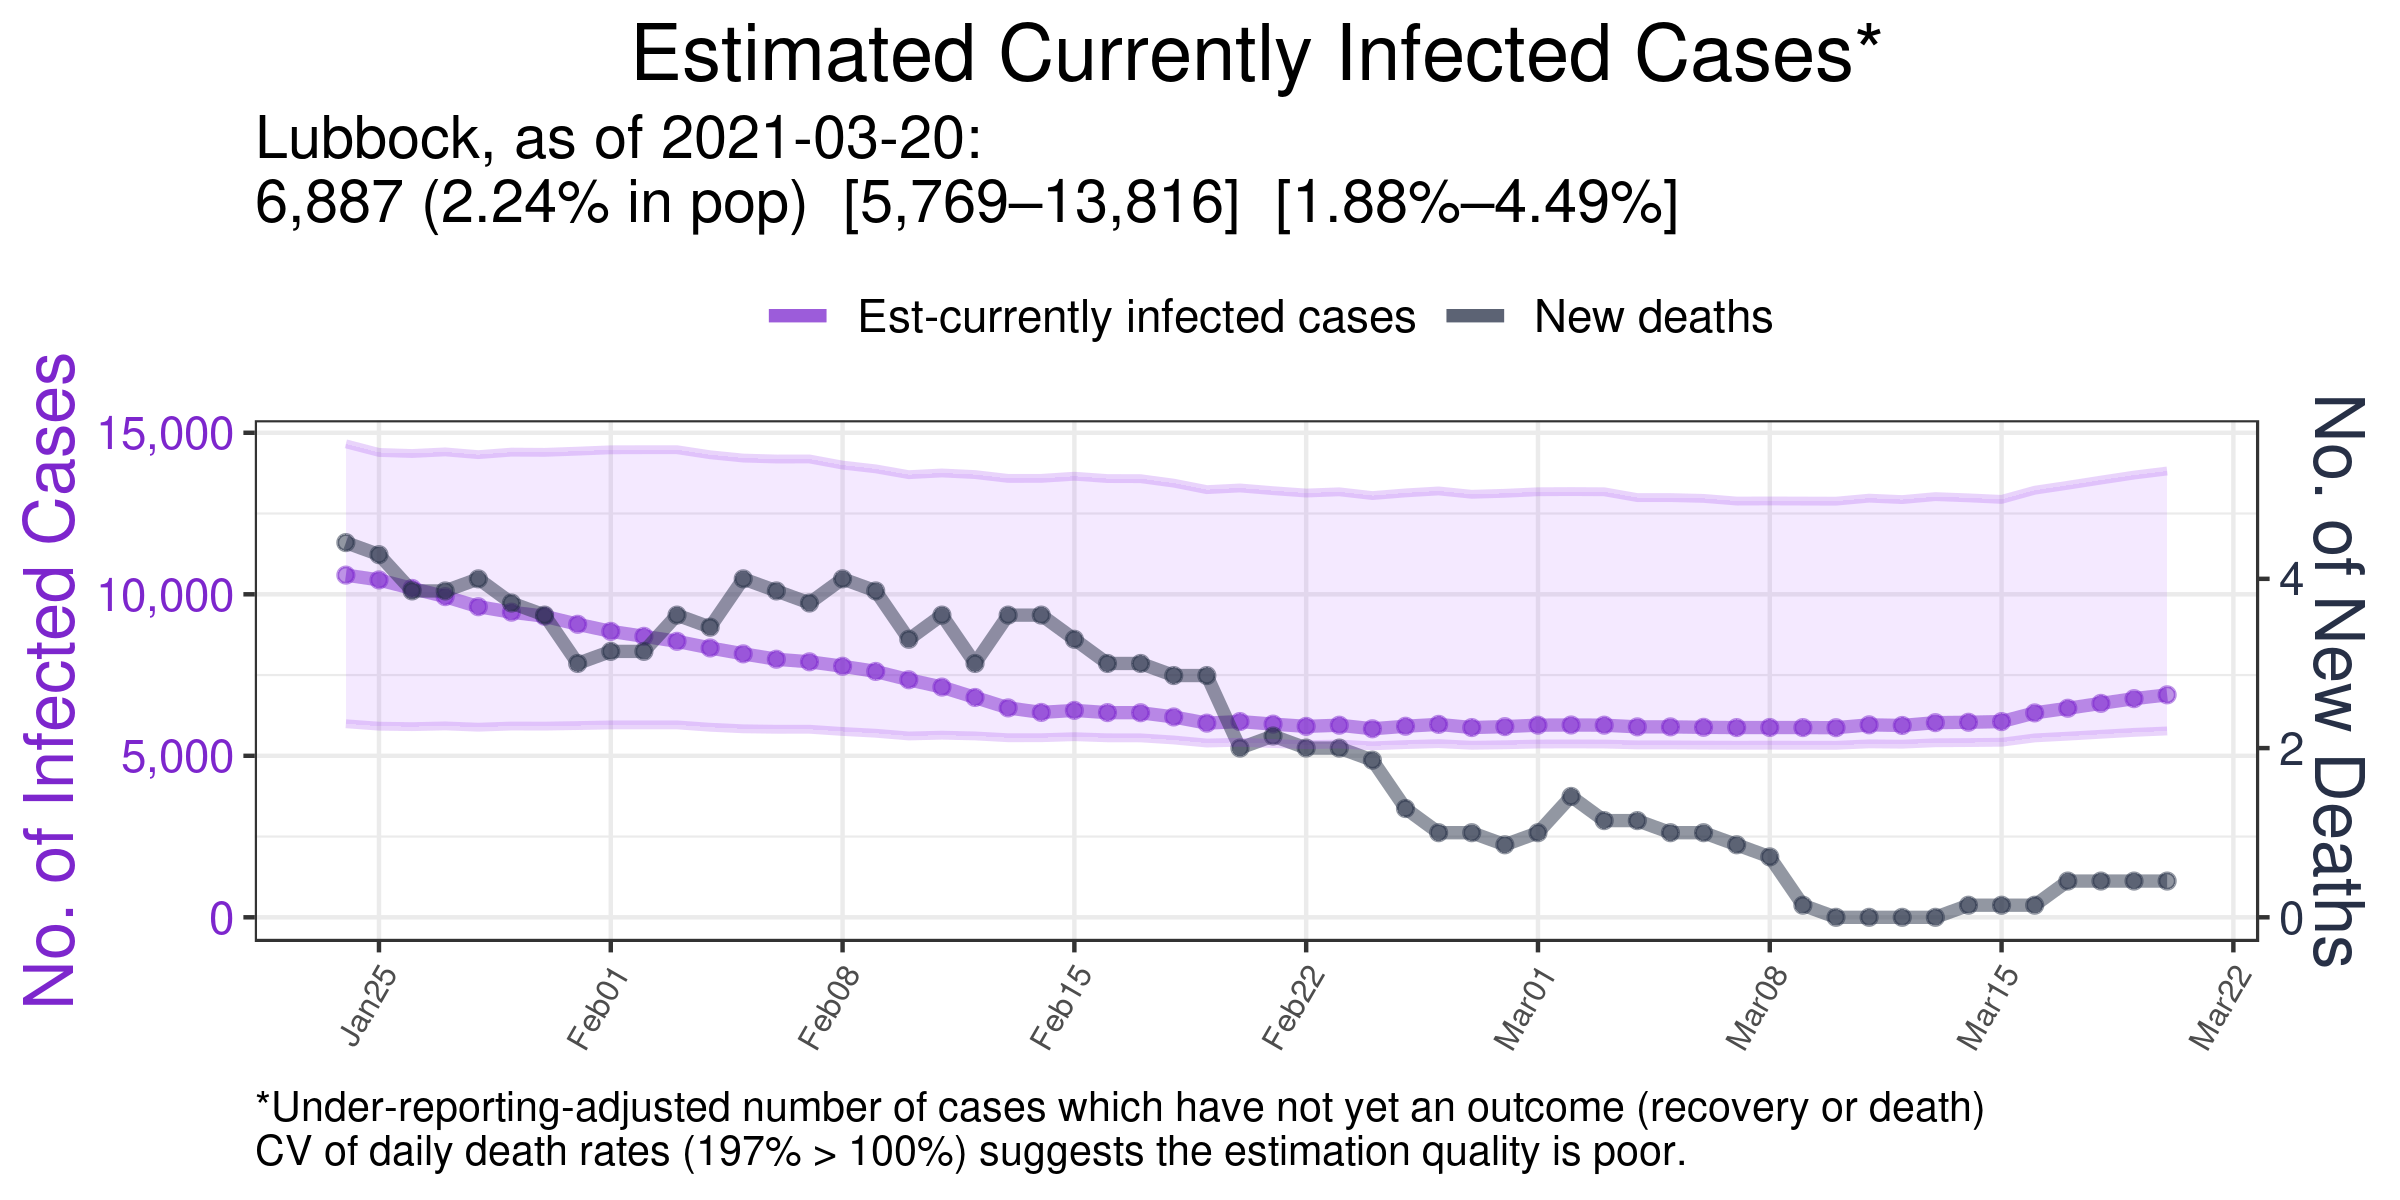 Estimated Currently Infected Cases*
Lubbock, as of 2021-03-20:
6,887 (2.24% in pop)  [5,769–13,816]  [1.88%–4.49%]
Est-currently infected cases
New deaths
No. of Infected Cases
15,000
10,000
5,000
0
4
2
0
No. of New Deaths
Jan25
Feb01
Feb08
Feb15
Feb22
Mar01
Mar08
Mar15
Mar22
*Under-reporting-adjusted number of cases which have not yet an outcome (recovery or death)
CV of daily death rates (197% > 100%) suggests the estimation quality is poor.